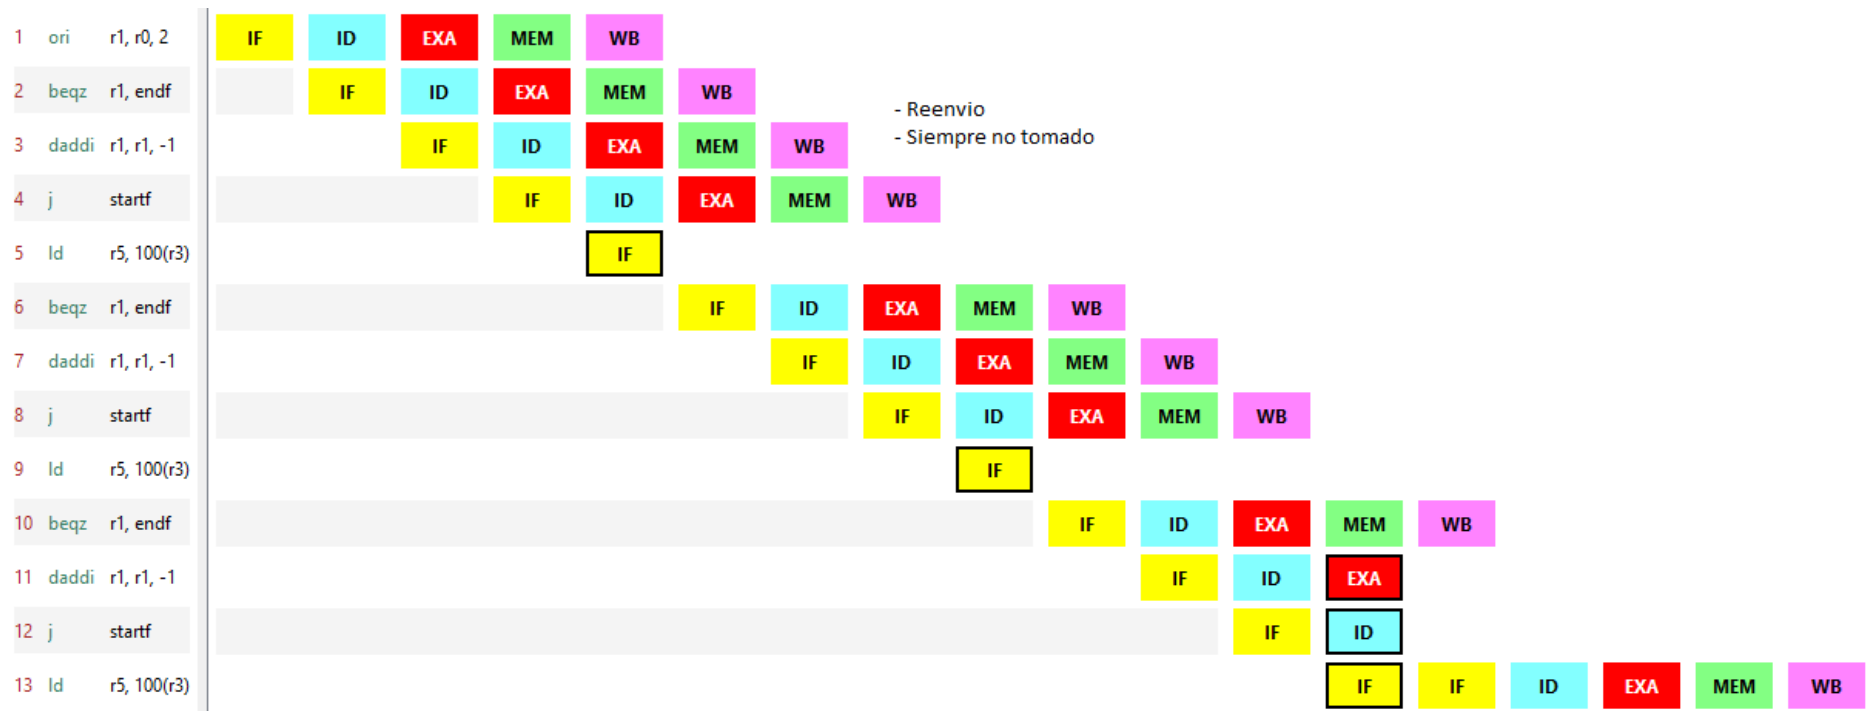 1 ori r1, r0, 2 IF ID EXA MEM WB
2 beqz r1, endf IF ID EXA MEM WB
- Reenvio
- Siempre no tomado
3 daddi r1, r1, -1 IF ID EXA MEM WB
4 j startf IF ID EXA MEM WB
5 ld r5, 100(r3) IF
6 beqz r1, endf IF ID EXA MEM WB
7 daddi r1, r1, -1 IF ID EXA MEM WB
8 j startf IF ID EXA MEM WB
9 ld r5, 100(r3) IF
10 beqz r1, endf IF ID EXA MEM WB
11 daddi r1, r1, -1 IF ID EXA
12 j startf IF ID
13 ld r5, 100(r3) IF IF ID EXA MEM WB